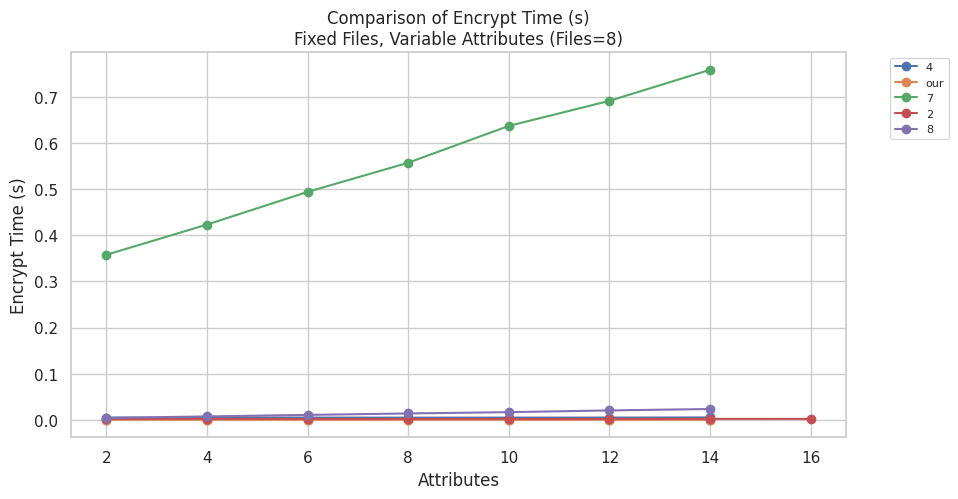 Comparison of Encrypt Time (s)
Fixed Files, Variable Attributes (Files=8)
4
our
7
2
8
Encrypt Time (s)
0.7
0.6
0.5
0.4
0.3
0.2
0.1
0.0
2 4 6 8 10 12 14 16
Attributes